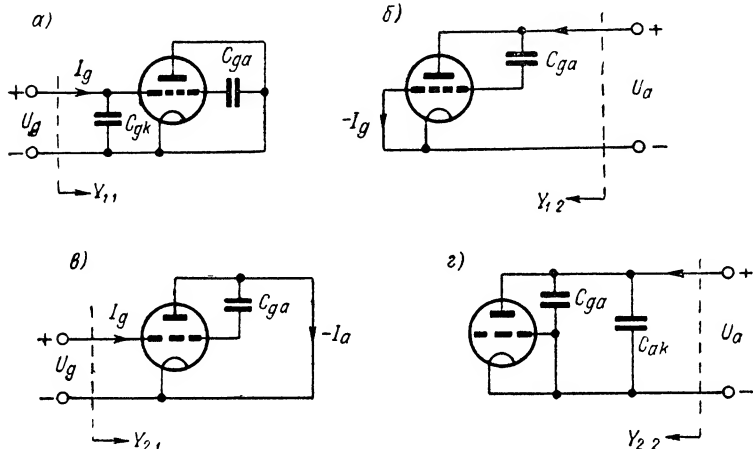 а)
I_g
C_ga
+
U_g
C_gk
−
Y_11
б)
+
C_ga
U_a
−I_g
−
Y_12
в)
I_g
C_ga
+
−I_a
U_g
−
Y_21
г)
+
C_ga
C_ak
U_a
−
Y_22